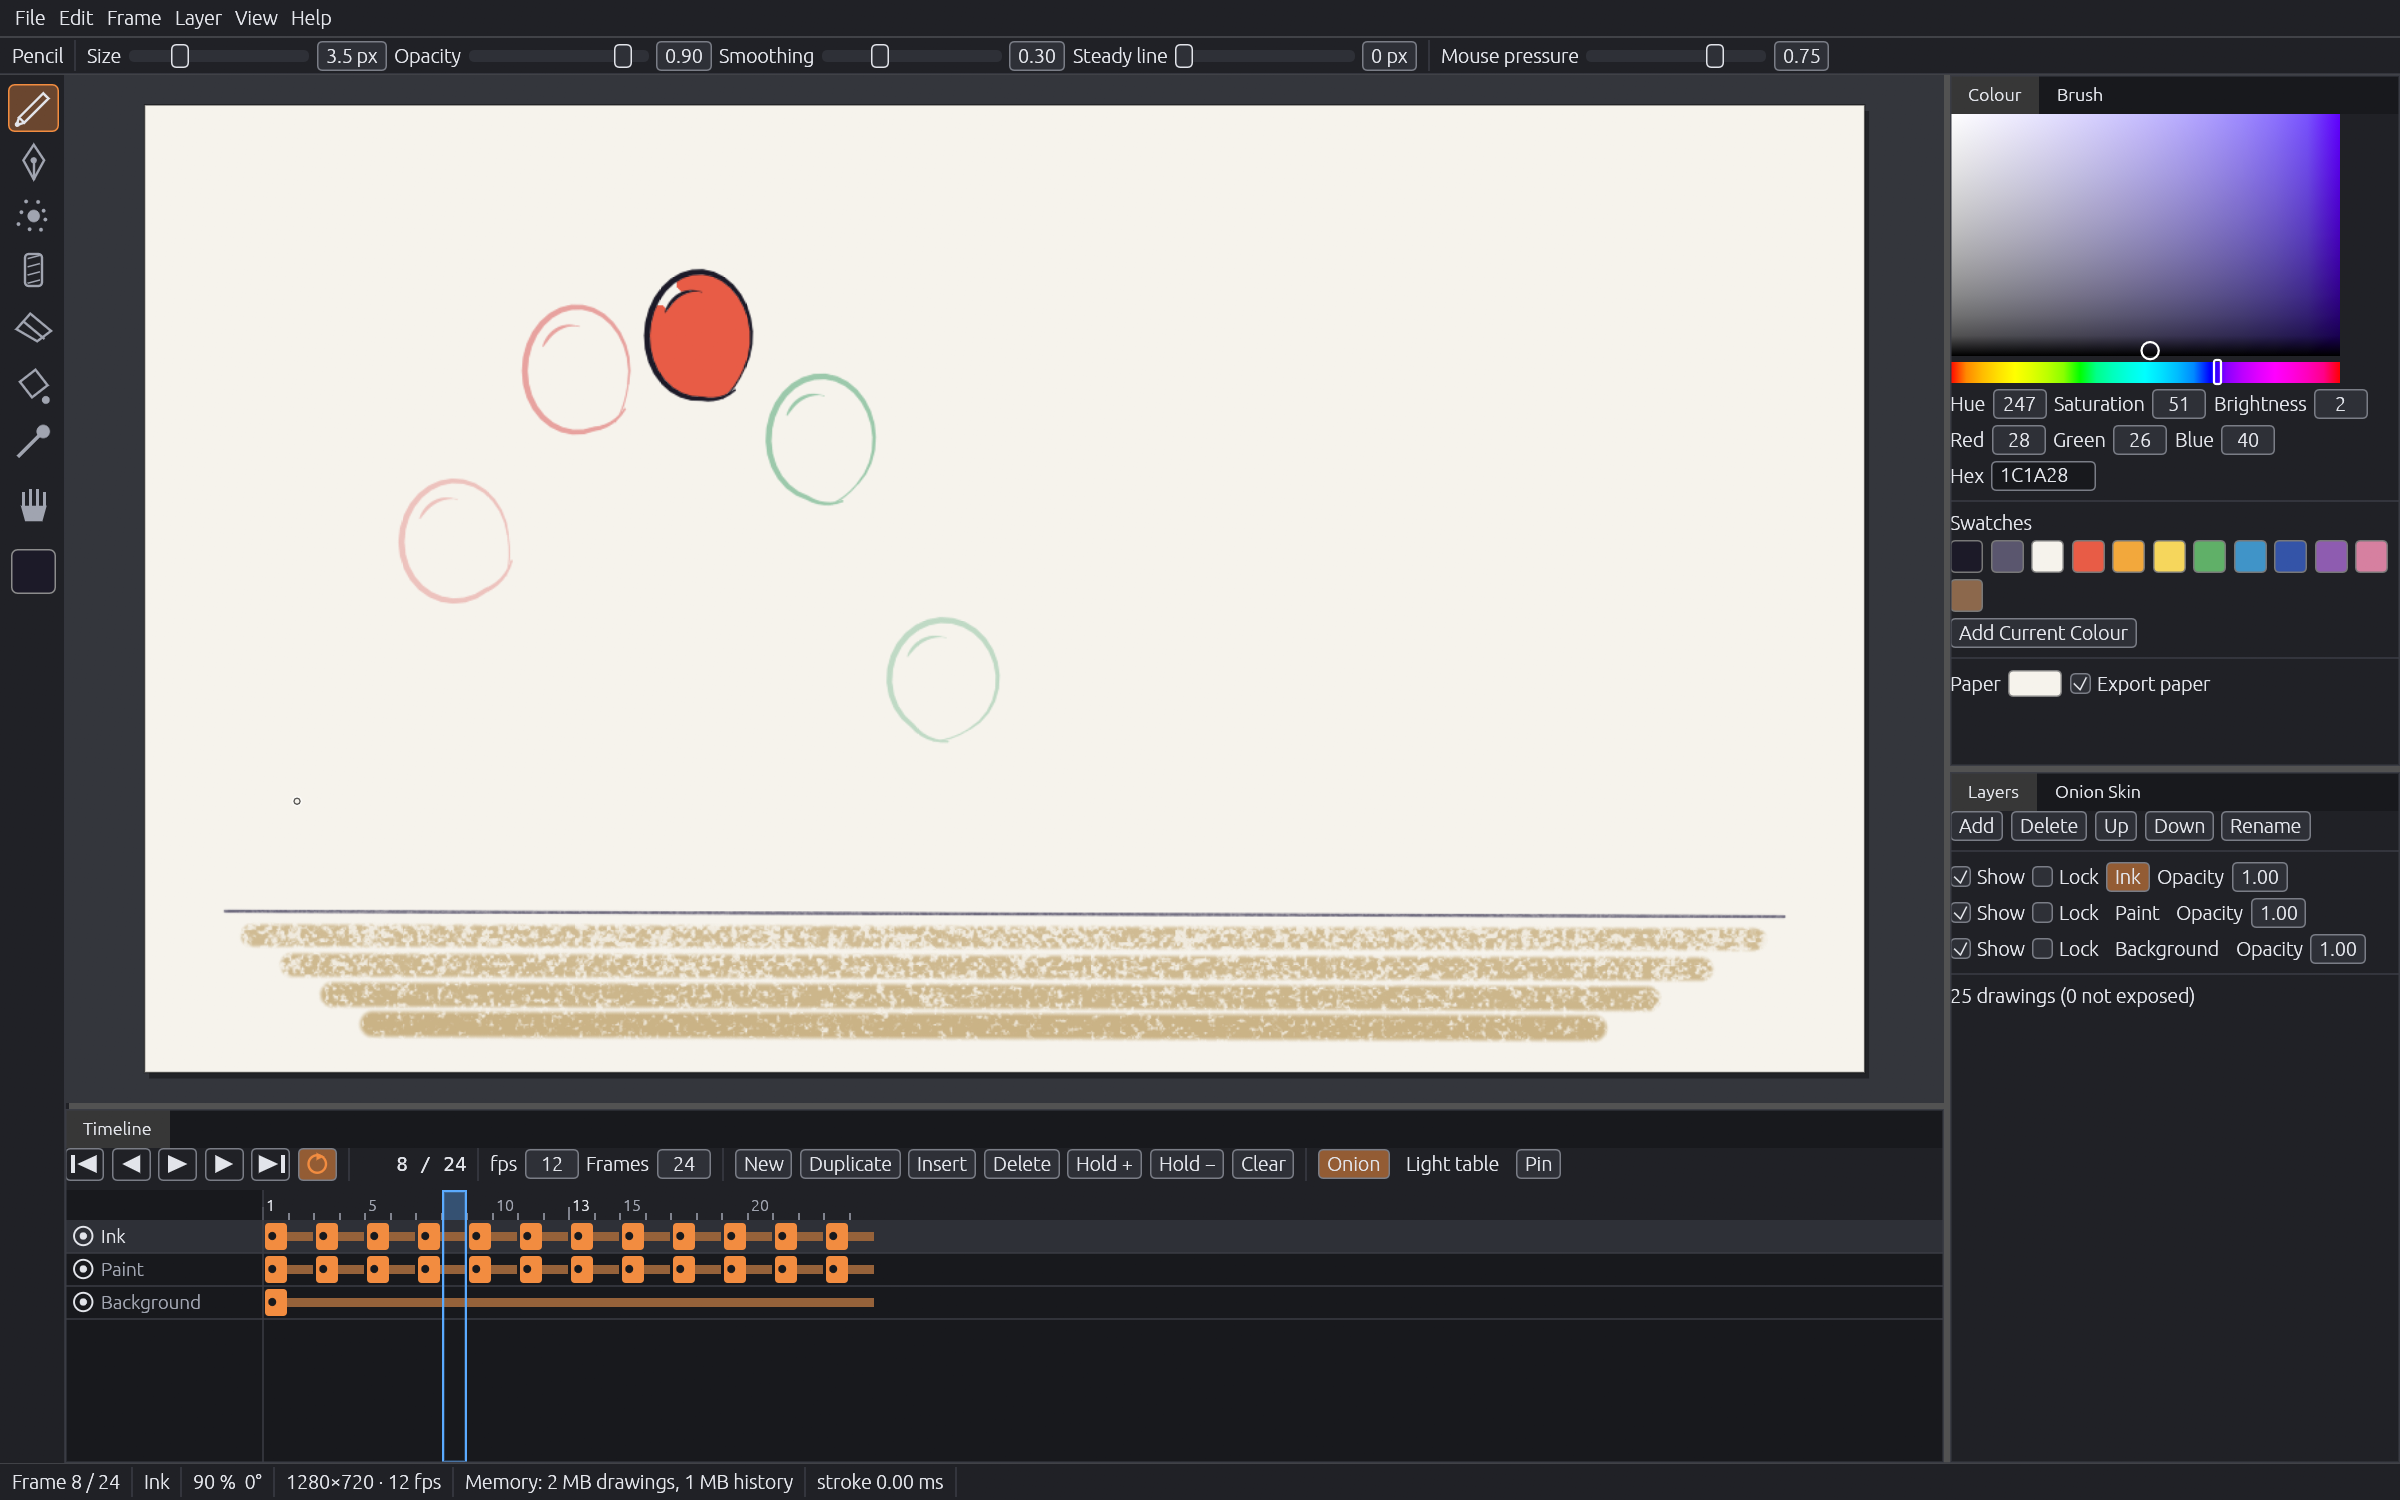 File Edit Frame Layer View Help
Pencil Size 3.5 px Opacity 0.90 Smoothing 0.30 Steady line 0 px Mouse pressure 0.75
Colour Brush
Hue 247 Saturation 51 Brightness 2
Red 28 Green 26 Blue 40
Hex 1C1A28
Swatches
Add Current Colour
Paper Export paper
Layers Onion Skin
Add Delete Up Down Rename
Show Lock Ink Opacity 1.00
Show Lock Paint Opacity 1.00
Show Lock Background Opacity 1.00
25 drawings (0 not exposed)
Timeline
8 / 24 fps 12 Frames 24 New Duplicate Insert Delete Hold + Hold – Clear Onion Light table Pin
1 5 10 13 15 20
Ink
Paint
Background
Frame 8 / 24 Ink 90 % 0° 1280×720 · 12 fps Memory: 2 MB drawings, 1 MB history stroke 0.00 ms